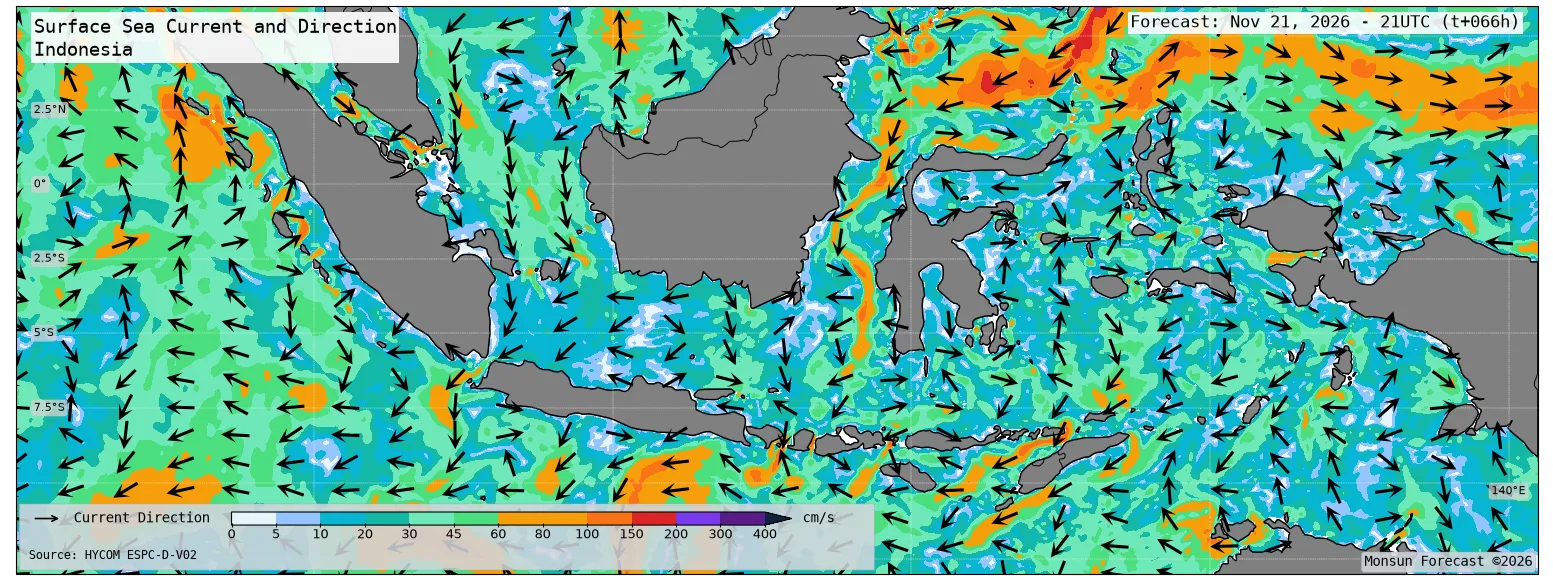 Surface Sea Current and Direction
Indonesia
Forecast: Nov 21, 2026 - 21UTC (t+066h)
2.5°N
0°
2.5°S
5°S
7.5°S
140°E
Current Direction
0 5 10 20 30 45 60 80 100 150 200 300 400
cm/s
Source: HYCOM ESPC-D-V02
Monsun Forecast ©2026